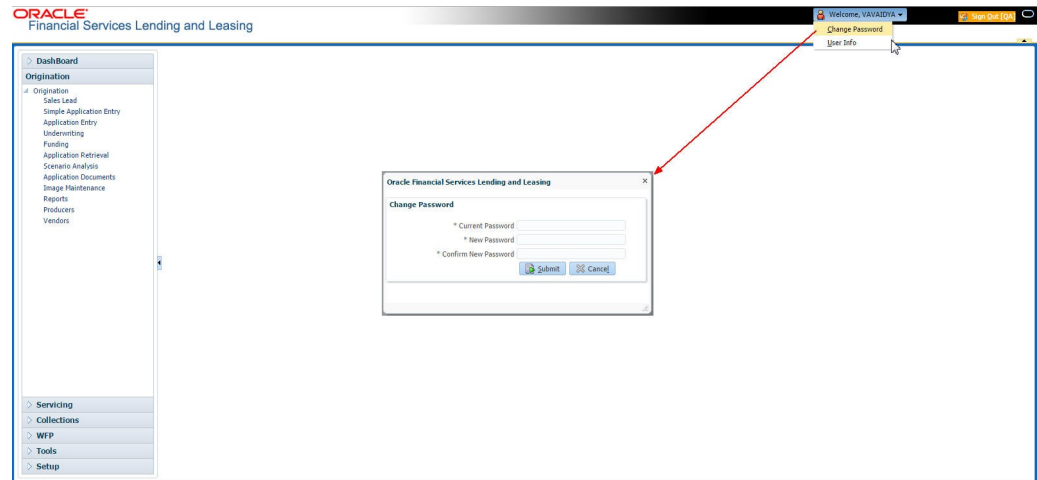 ORACLE
Financial Services Lending and Leasing
Welcome, VAVAIDYA
Sign Out [QA]
Change Password
User Info
DashBoard
Origination
Origination
Sales Lead
Simple Application Entry
Application Entry
Underwriting
Funding
Application Retrieval
Scenario Analysis
Application Documents
Image Maintenance
Reports
Producers
Vendors
Oracle Financial Services Lending and Leasing
Change Password
* Current Password
* New Password
* Confirm New Password
Submit Cancel
Servicing
Collections
WFP
Tools
Setup